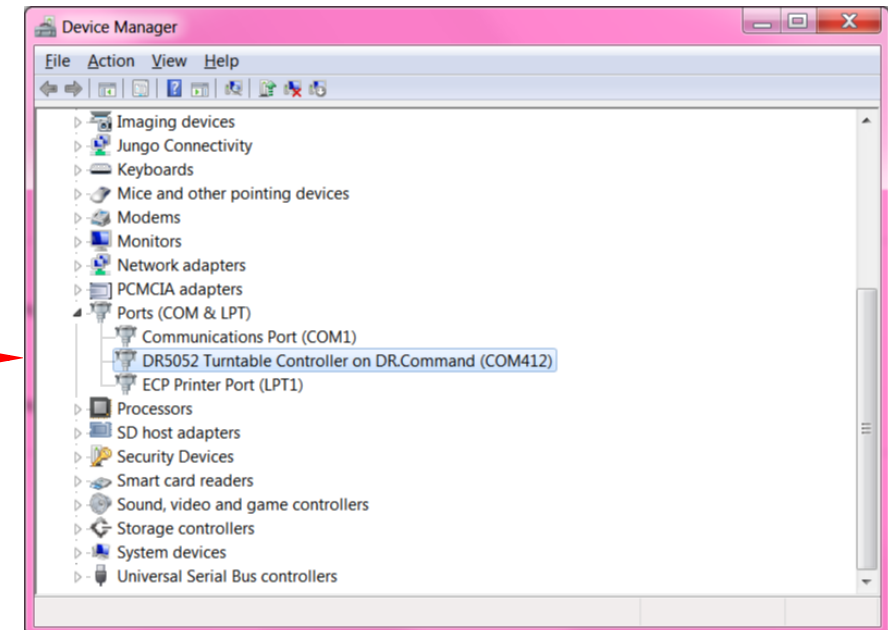 Device Manager
File Action View Help
Imaging devices
Jungo Connectivity
Keyboards
Mice and other pointing devices
Modems
Monitors
Network adapters
PCMCIA adapters
Ports (COM & LPT)
Communications Port (COM1)
DR5052 Turntable Controller on DR.Command (COM412)
ECP Printer Port (LPT1)
Processors
SD host adapters
Security Devices
Smart card readers
Sound, video and game controllers
Storage controllers
System devices
Universal Serial Bus controllers